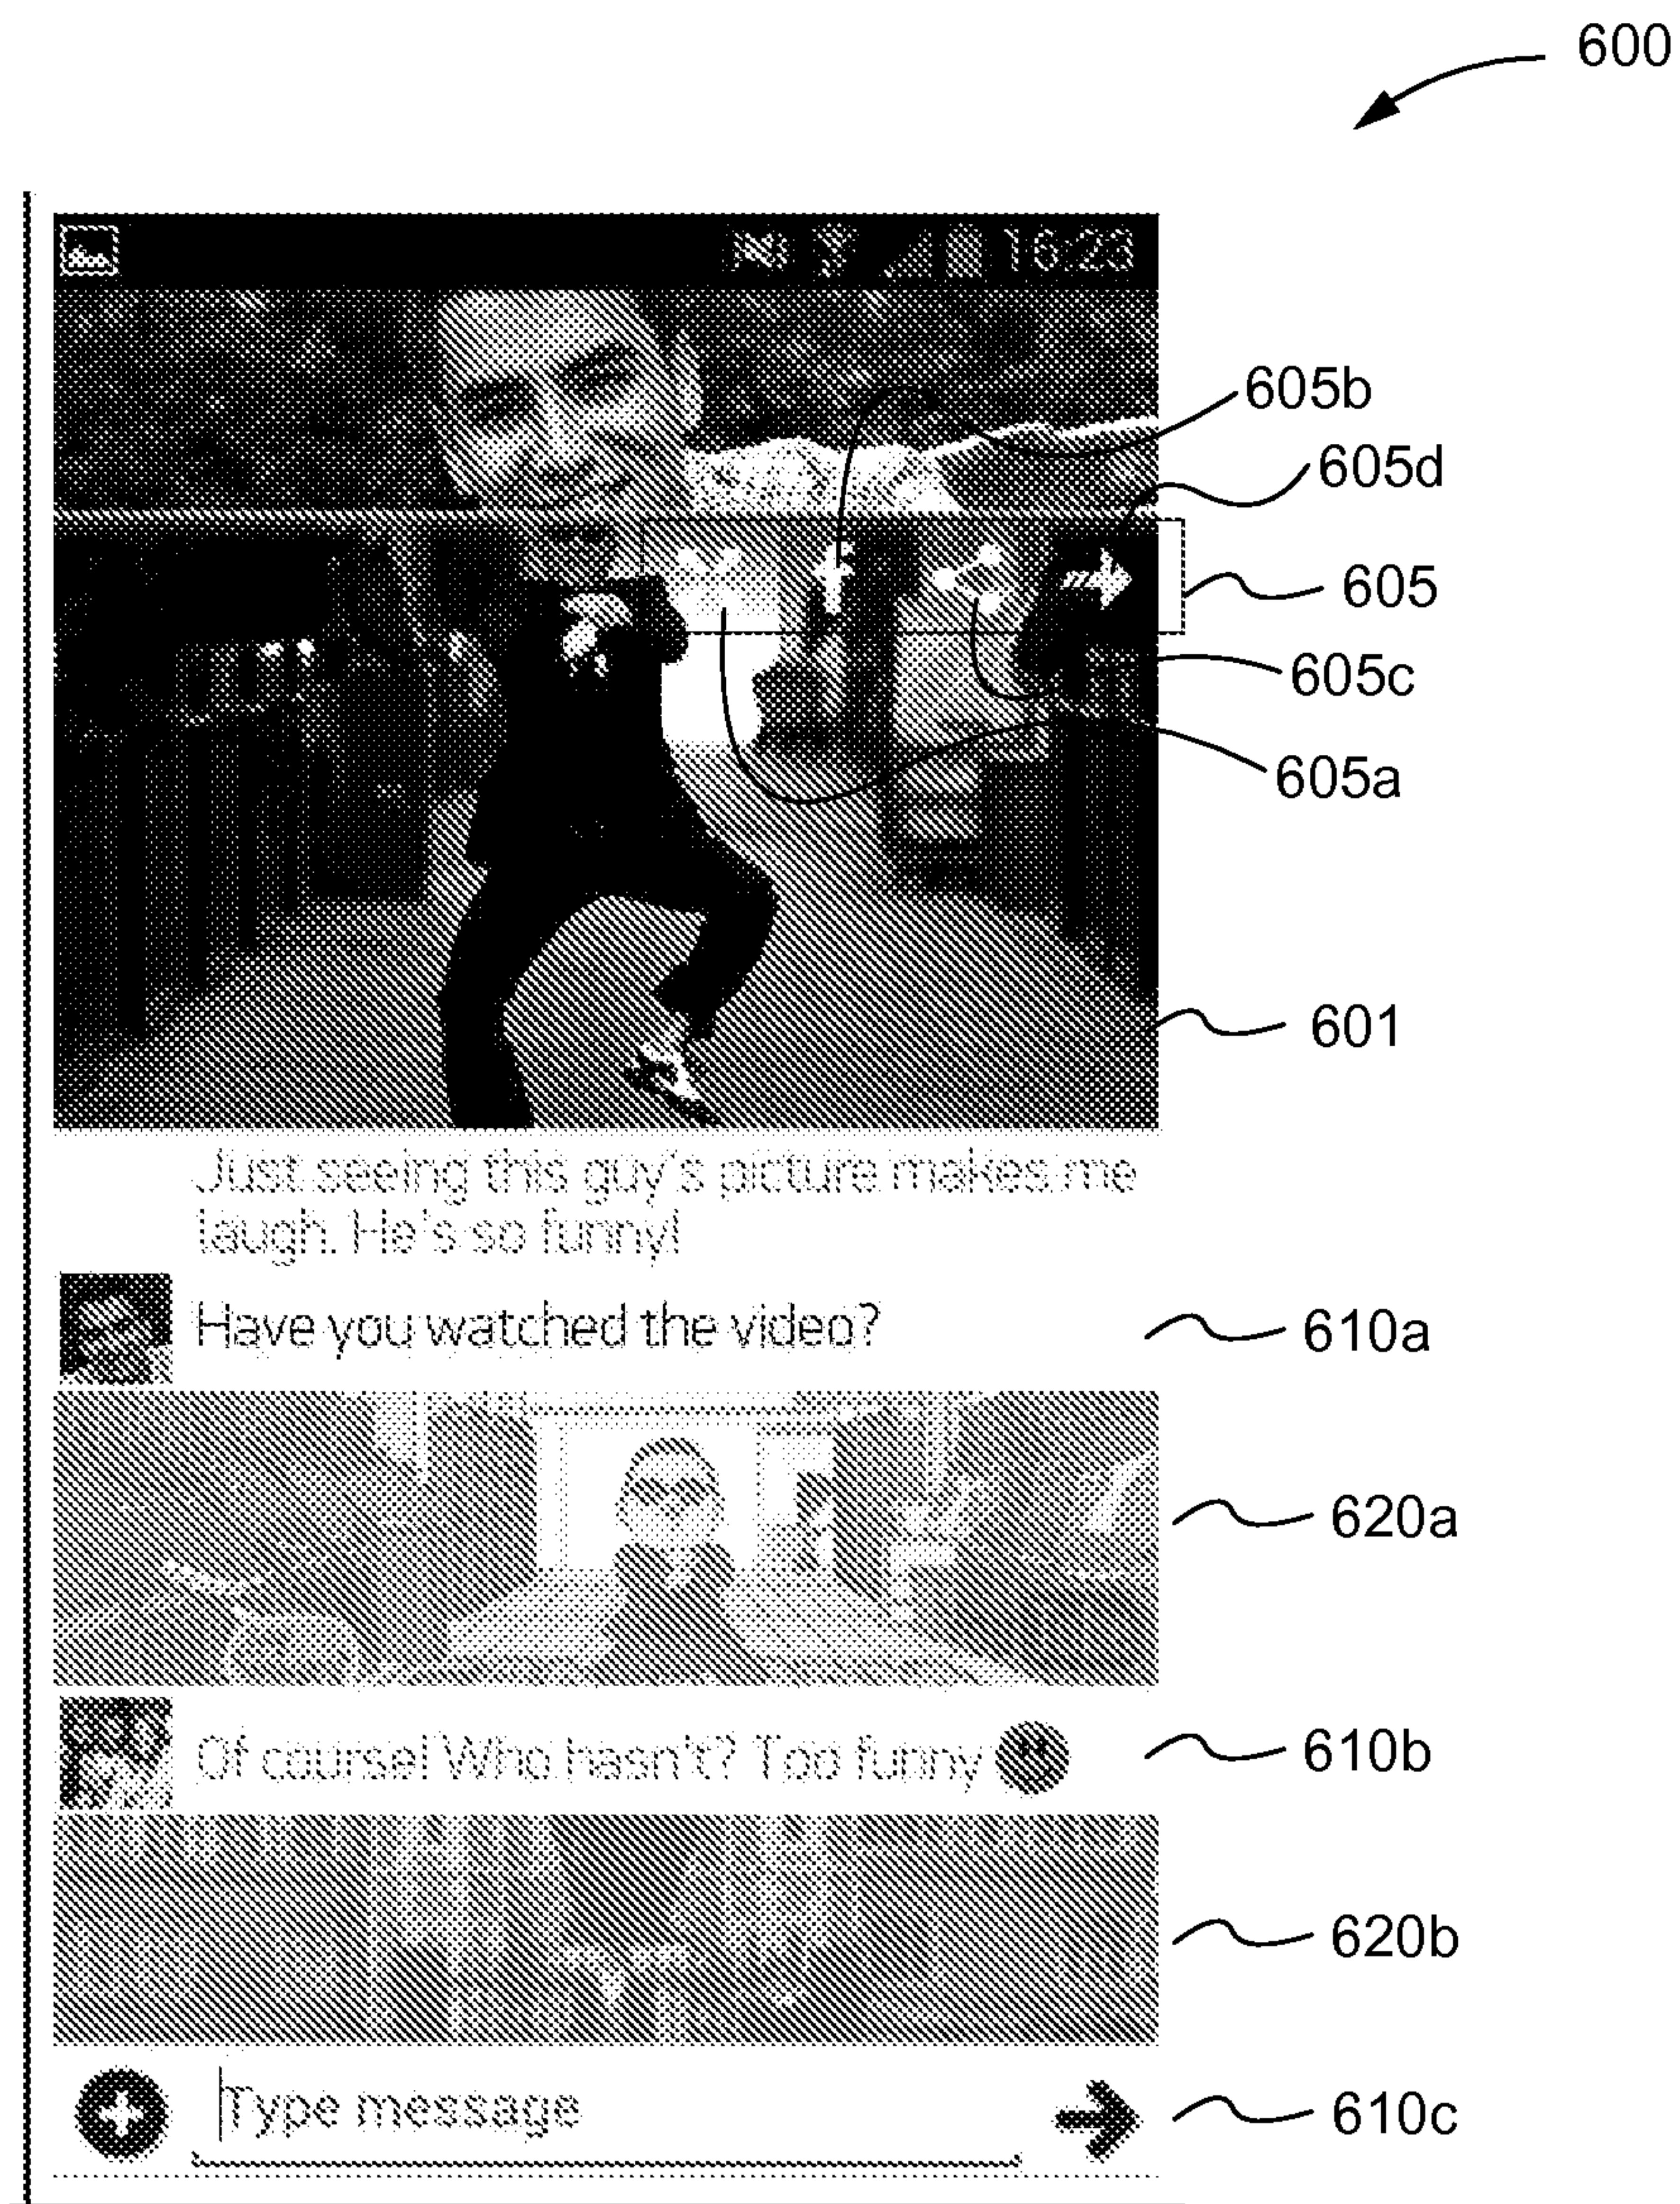 600
16:23
605b
605d
605
605c
605a
601
Just seeing this guy's picture makes me
laugh. He's so funny!
Have you watched the video?
610a
620a
Of course! Who hasn't? Too funny
610b
620b
Type message
610c